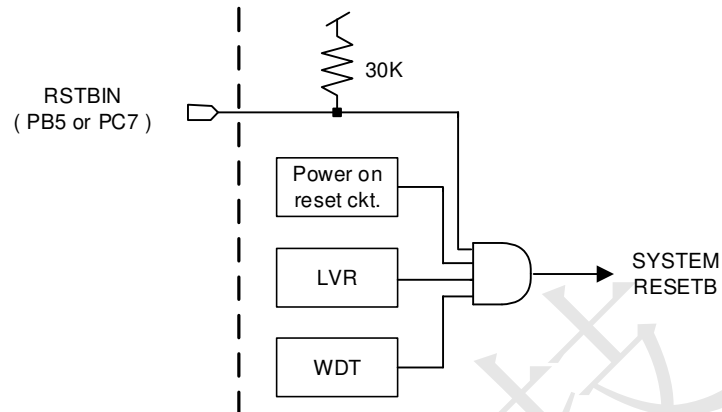 30K
RSTBIN
( PB5 or PC7 )
Power on
reset ckt.
LVR
WDT
SYSTEM
RESETB